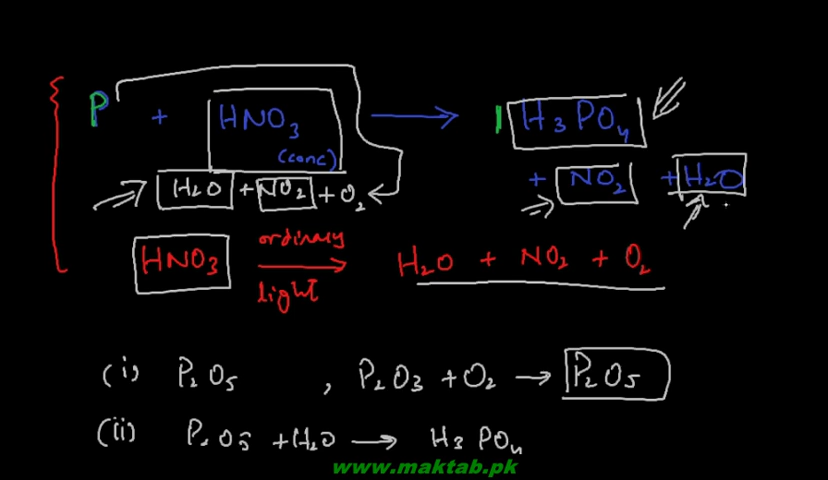 P + HNO₃ → 1 H₃PO₄
(conc)
H₂O + NO₂ + O₂ + NO₂ + H₂O
HNO₃ ordinary light → H₂O + NO₂ + O₂
(i) P₂O₅ , P₂O₃ + O₂ → P₂O₅
(ii) P₂O₅ + H₂O → H₃PO₄
www.maktab.pk